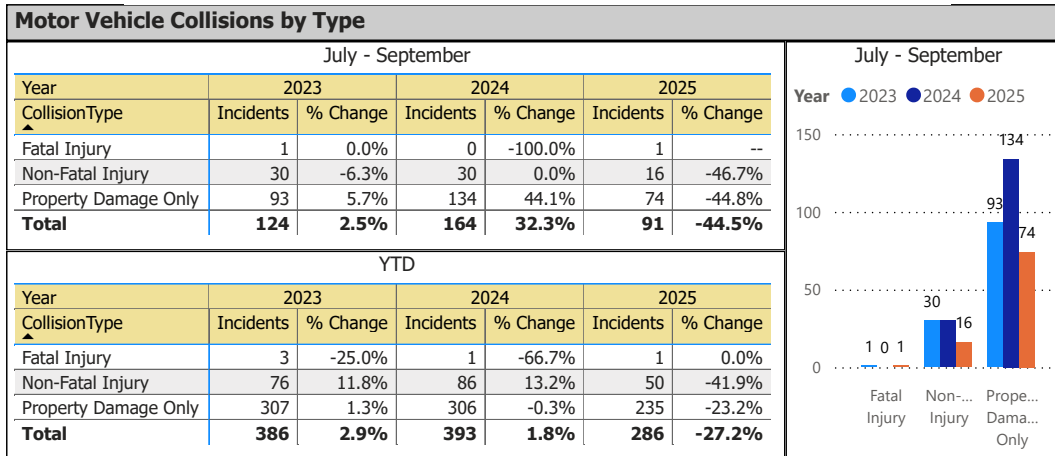 Motor Vehicle Collisions by Type
July - September
Year 2023 2024 2025
CollisionType Incidents % Change Incidents % Change Incidents % Change
Fatal Injury 1 0.0% 0 -100.0% 1 --
Non-Fatal Injury 30 -6.3% 30 0.0% 16 -46.7%
Property Damage Only 93 5.7% 134 44.1% 74 -44.8%
Total 124 2.5% 164 32.3% 91 -44.5%
YTD
Year 2023 2024 2025
CollisionType Incidents % Change Incidents % Change Incidents % Change
Fatal Injury 3 -25.0% 1 -66.7% 1 0.0%
Non-Fatal Injury 76 11.8% 86 13.2% 50 -41.9%
Property Damage Only 307 1.3% 306 -0.3% 235 -23.2%
Total 386 2.9% 393 1.8% 286 -27.2%
July - September
Year 2023 2024 2025
150
134
100
93
74
50
30
16
1 0 1
0
Fatal Non-... Prope...
Injury Injury Dama...
Only